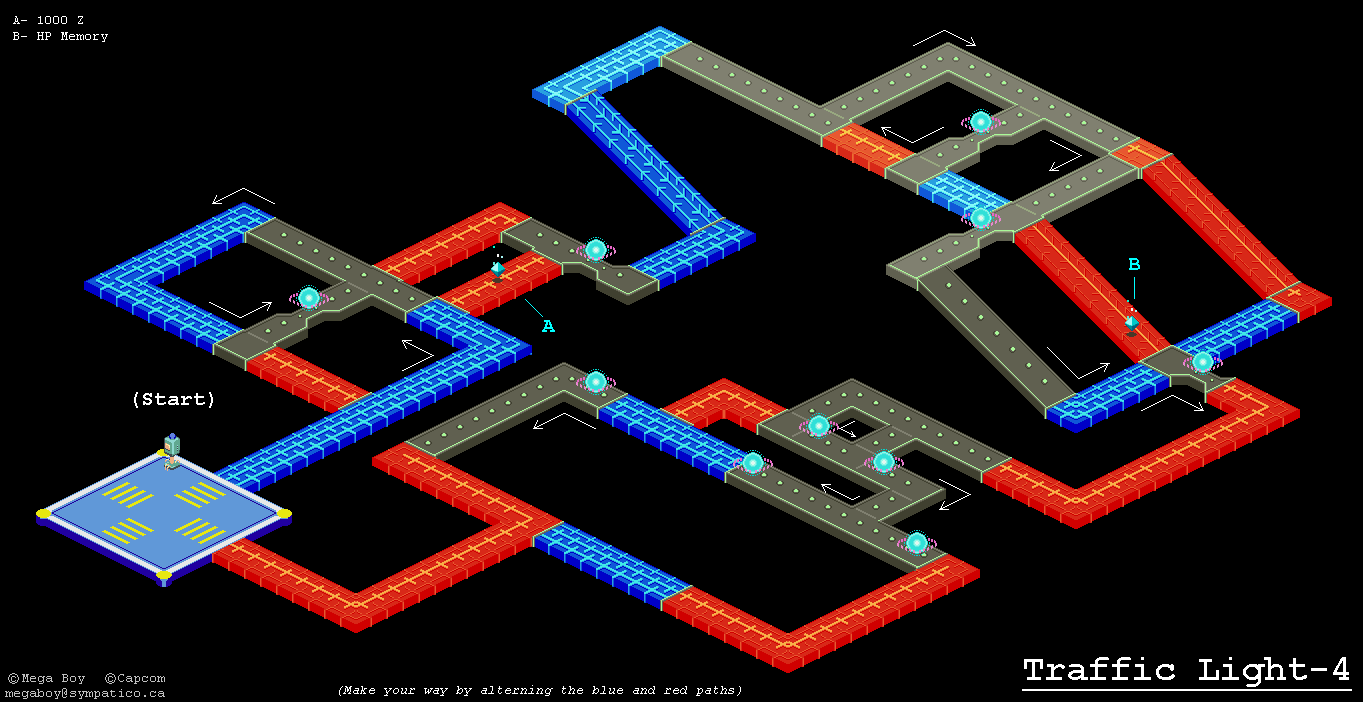 A- 1000 Z
B- HP Memory
B
A
(Start)
Traffic Light-4
©Mega Boy ©Capcom
megaboy@sympatico.ca
(Make your way by alterning the blue and red paths)